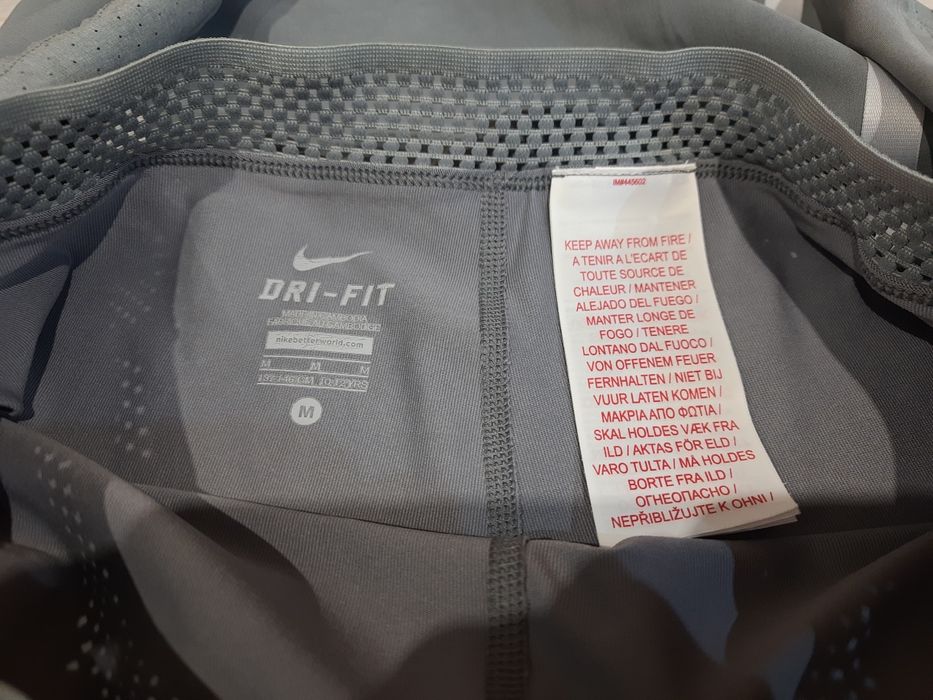 DRI-FIT
nikebetterworld.com
M M M
M
IM#445602
KEEP AWAY FROM FIRE /
A TENIR A L'ECART DE
TOUTE SOURCE DE
CHALEUR / MANTENER
ALEJADO DEL FUEGO /
MANTER LONGE DE
FOGO / TENERE
LONTANO DAL FUOCO /
VON OFFENEM FEUER
FERNHALTEN / NIET BIJ
VUUR LATEN KOMEN /
ΜΑΚΡΙΑ ΑΠΟ ΦΩΤΙΑ /
SKAL HOLDES VÆK FRA
ILD / AKTAS FÖR ELD /
VARO TULTA / MÅ HOLDES
BORTE FRA ILD /
ОГНЕОПАСНО /
NEPŘIBLIŽUJTE K OHNI /